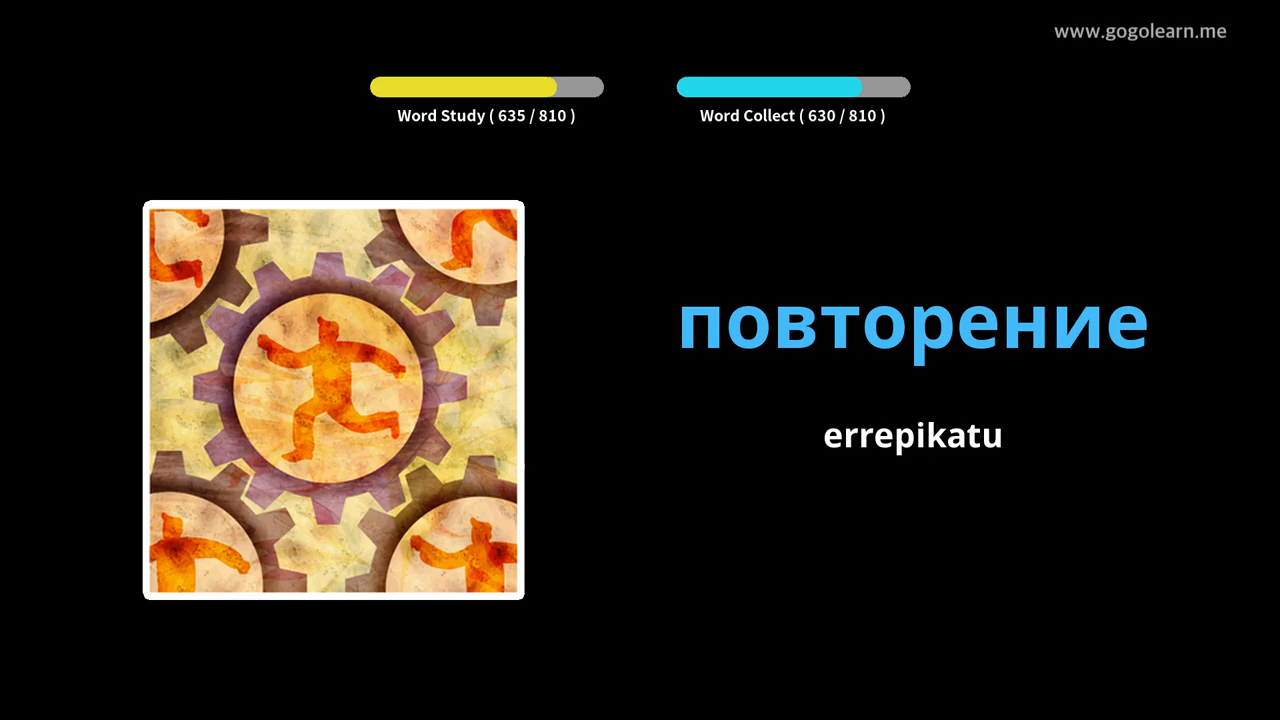 www.gogolearn.me
Word Study ( 635 / 810 )
Word Collect ( 630 / 810 )
повторение
errepikatu